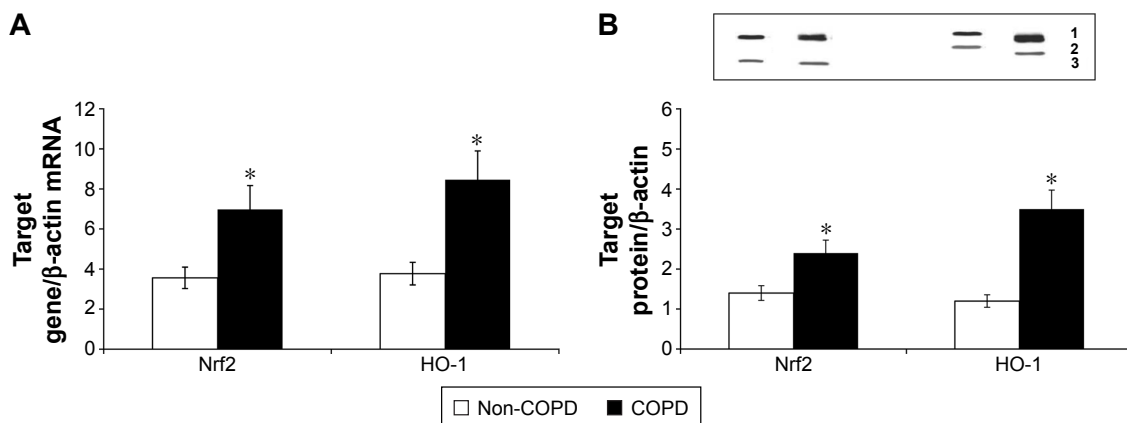 A
Target
gene/β-actin mRNA
12
10
8
6
4
2
0
*
*
Nrf2
HO-1
B
1
2
3
Target
protein/β-actin
6
5
4
3
2
1
0
*
*
Nrf2
HO-1
Non-COPD
COPD